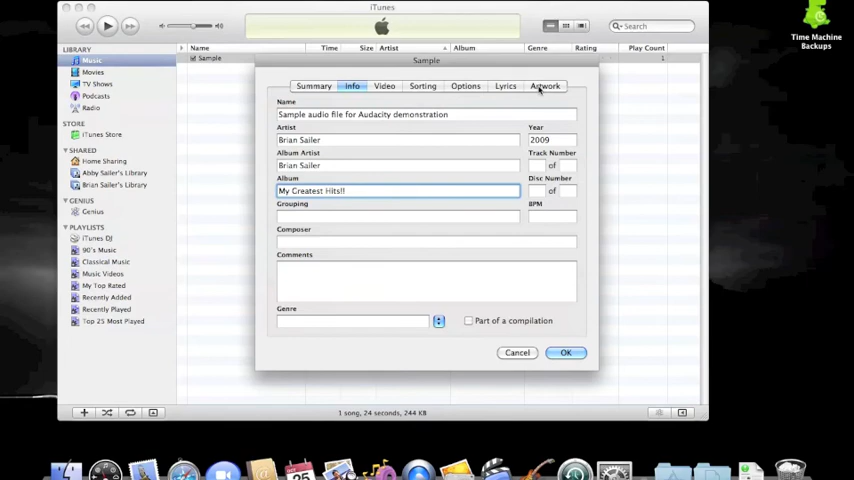 iTunes
Search
Time Machine
Backups
LIBRARY
Music
Movies
TV Shows
Podcasts
Radio
STORE
iTunes Store
SHARED
Home Sharing
Abby Sailer's Library
Brian Sailer's Library
GENIUS
Genius
PLAYLISTS
iTunes DJ
90's Music
Classical Music
Music Videos
My Top Rated
Recently Added
Recently Played
Top 25 Most Played
Name Time Size Artist Album Genre Rating Play Count
Sample 1
Sample
Summary Info Video Sorting Options Lyrics Artwork
Name
Sample audio file for Audacity demonstration
Artist Year
Brian Sailer 2009
Album Artist Track Number
Brian Sailer of
Album Disc Number
My Greatest Hits!! of
Grouping BPM
Composer
Comments
Genre
Part of a compilation
Cancel OK
1 song, 24 seconds, 244 KB
25